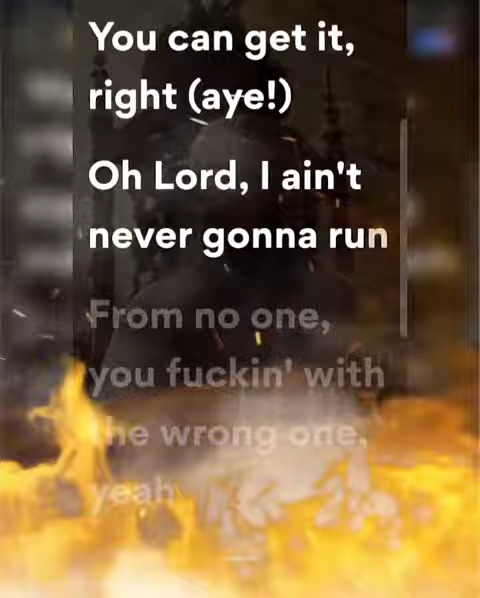 You can get it,
right (aye!)
Oh Lord, I ain't
never gonna run
From no one,
you fuckin' with
the wrong one,
yeah